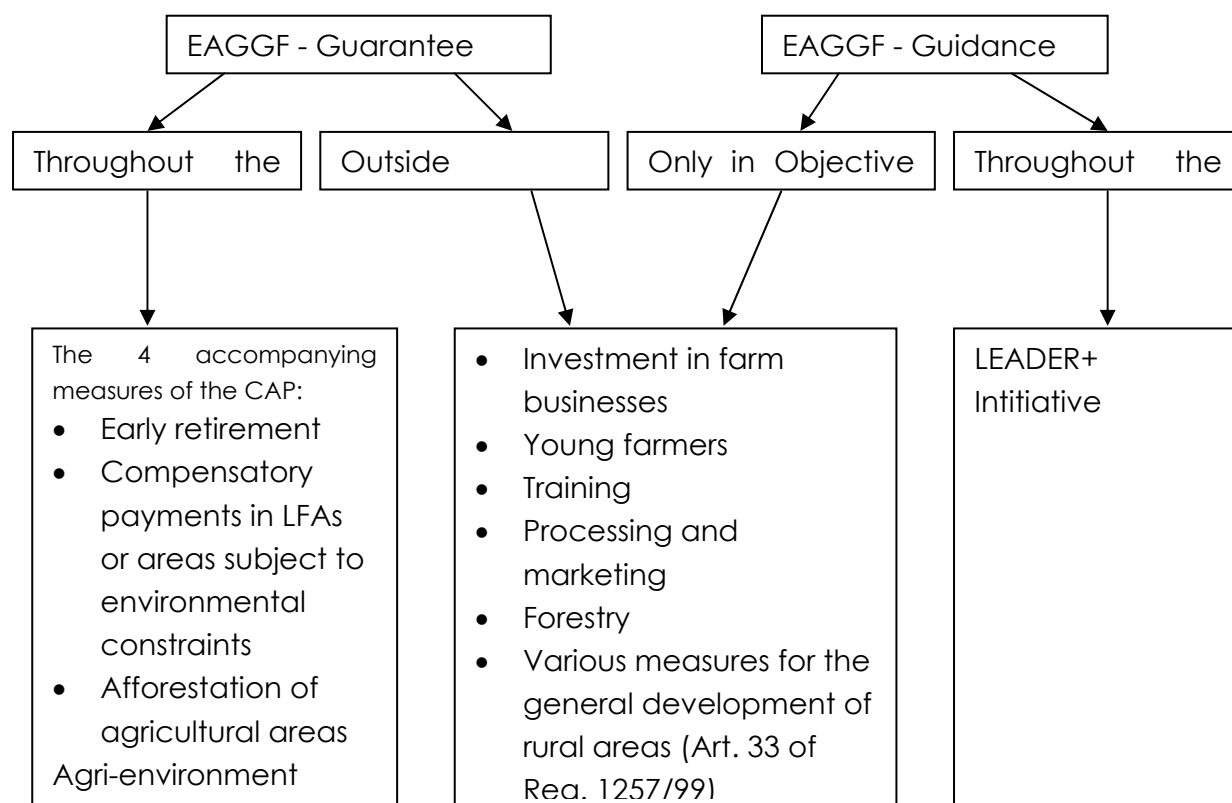 EAGGF - Guarantee
EAGGF - Guidance
Throughout the
Outside
Only in Objective
Throughout the
The 4 accompanying
measures of the CAP:
• Early retirement
• Compensatory
payments in LFAs
or areas subject to
environmental
constraints
• Afforestation of
agricultural areas
Agri-environment
• Investment in farm
businesses
• Young farmers
• Training
• Processing and
marketing
• Forestry
• Various measures for the
general development of
rural areas (Art. 33 of
Reg. 1257/99)
LEADER+
Intitiative